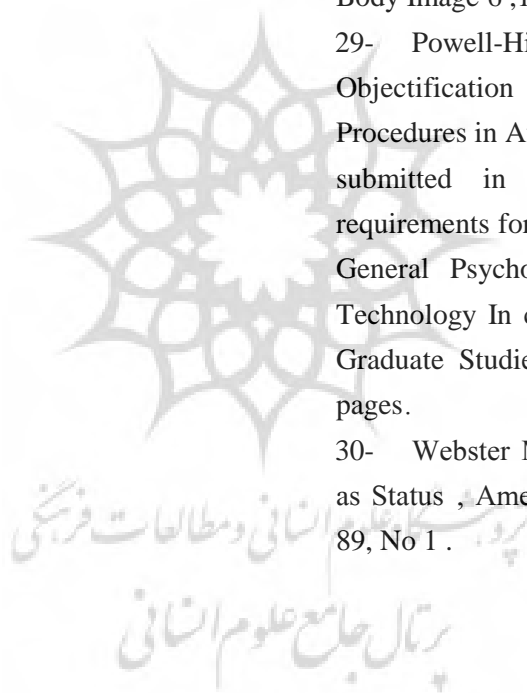 Body Image 6 ,1
29- Powell-Hi
Objectification
Procedures in A
submitted in
requirements for
General Psycho
Technology In
Graduate Studie
pages.
30- Webster
as Status , Ame
89, No 1 .
پژوهشگاه علوم انسانی و مطالعات فرهنگی
پرتال جامع علوم انسانی